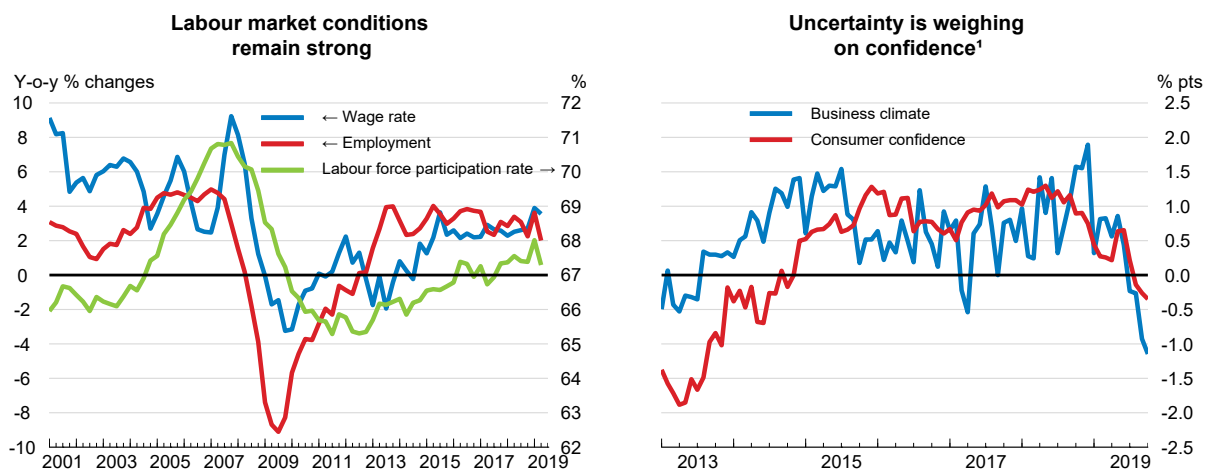 Labour market conditions
remain strong
Y-o-y % changes
%
10
8
6
4
2
0
-2
-4
-6
-8
-10
72
71
70
69
68
67
66
65
64
63
62
← Wage rate
← Employment
Labour force participation rate →
2001 2003 2005 2007 2009 2011 2013 2015 2017 2019
Uncertainty is weighing
on confidence¹
% pts
Business climate
Consumer confidence
2.5
2.0
1.5
1.0
0.5
0.0
-0.5
-1.0
-1.5
-2.0
-2.5
2013 2015 2017 2019